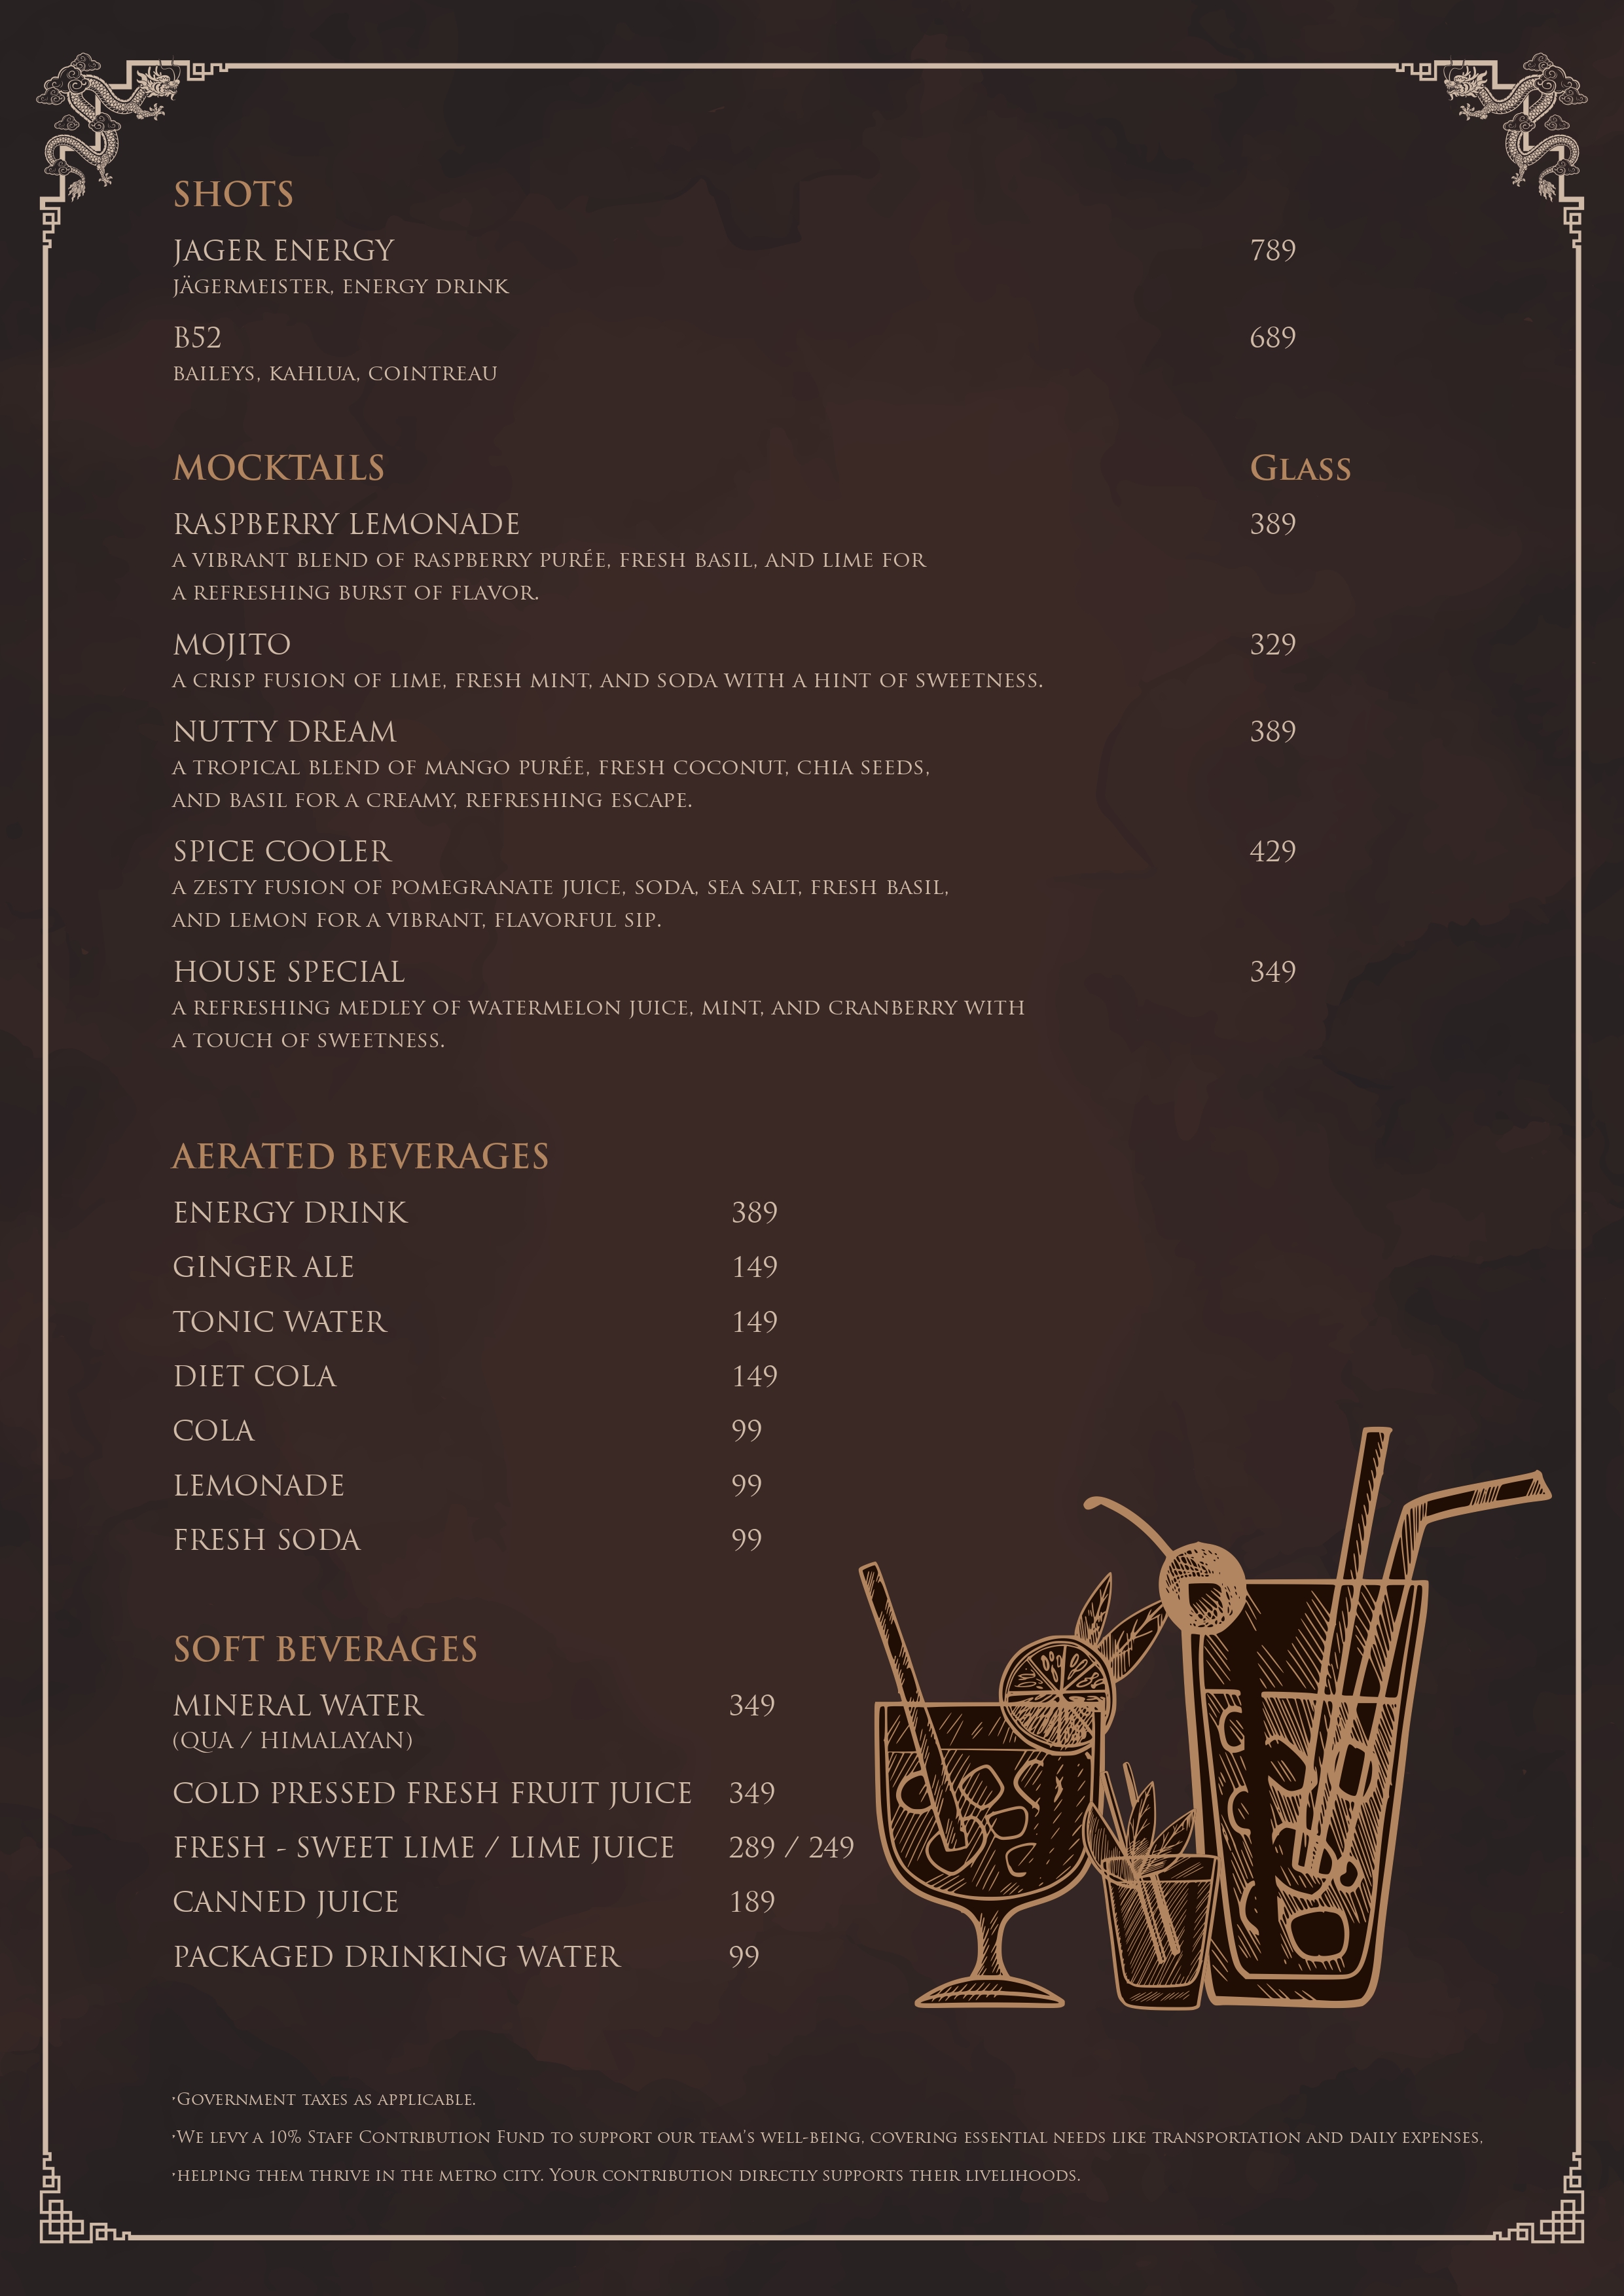 SHOTS
JAGER ENERGY 789
JÄGERMEISTER, ENERGY DRINK
B52 689
BAILEYS, KAHLUA, COINTREAU
MOCKTAILS GLASS
RASPBERRY LEMONADE 389
A VIBRANT BLEND OF RASPBERRY PURÉE, FRESH BASIL, AND LIME FOR
A REFRESHING BURST OF FLAVOR.
MOJITO 329
A CRISP FUSION OF LIME, FRESH MINT, AND SODA WITH A HINT OF SWEETNESS.
NUTTY DREAM 389
A TROPICAL BLEND OF MANGO PURÉE, FRESH COCONUT, CHIA SEEDS,
AND BASIL FOR A CREAMY, REFRESHING ESCAPE.
SPICE COOLER 429
A ZESTY FUSION OF POMEGRANATE JUICE, SODA, SEA SALT, FRESH BASIL,
AND LEMON FOR A VIBRANT, FLAVORFUL SIP.
HOUSE SPECIAL 349
A REFRESHING MEDLEY OF WATERMELON JUICE, MINT, AND CRANBERRY WITH
A TOUCH OF SWEETNESS.
AERATED BEVERAGES
ENERGY DRINK 389
GINGER ALE 149
TONIC WATER 149
DIET COLA 149
COLA 99
LEMONADE 99
FRESH SODA 99
SOFT BEVERAGES
MINERAL WATER 349
(QUA / HIMALAYAN)
COLD PRESSED FRESH FRUIT JUICE 349
FRESH - SWEET LIME / LIME JUICE 289 / 249
CANNED JUICE 189
PACKAGED DRINKING WATER 99
·Government taxes as applicable.
·We levy a 10% Staff Contribution Fund to support our team's well-being, covering essential needs like transportation and daily expenses,
·helping them thrive in the metro city. Your contribution directly supports their livelihoods.